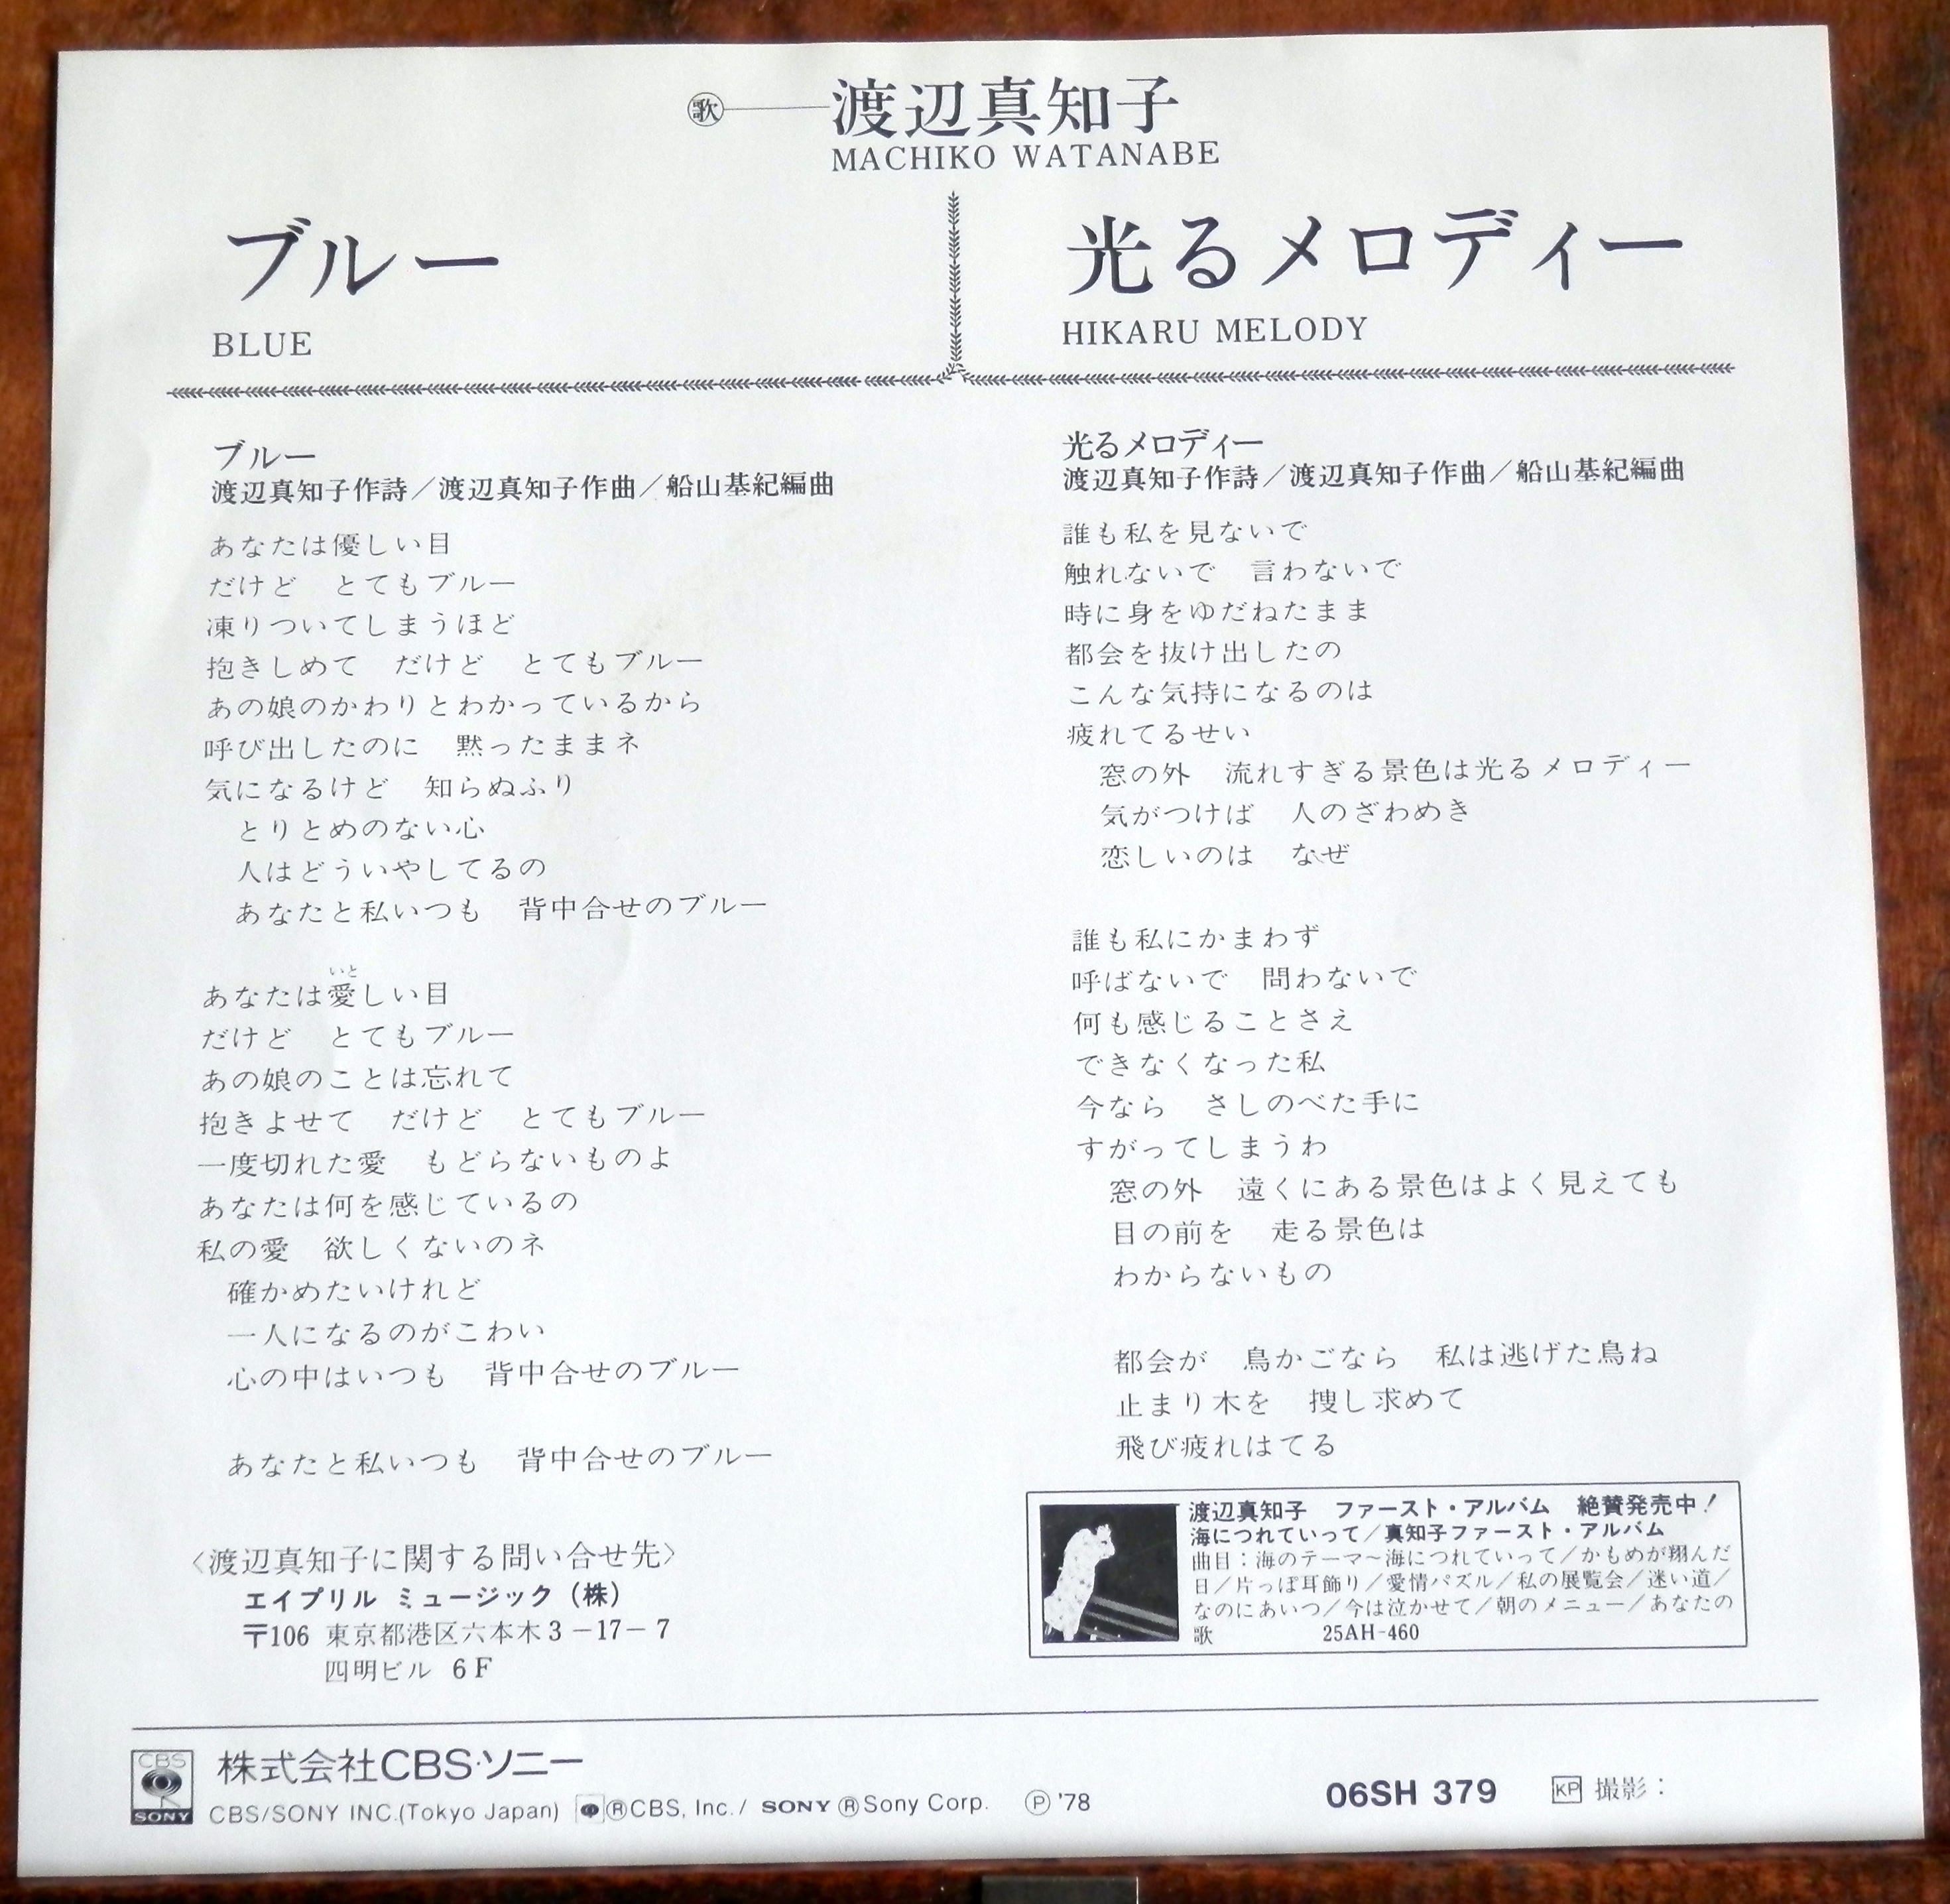 歌
渡辺真知子
MACHIKO WATANABE
ブルー
BLUE
光るメロディー
HIKARU MELODY
ブルー
渡辺真知子作詩／渡辺真知子作曲／船山基紀編曲
あなたは優しい目
だけど　とてもブルー
凍りついてしまうほど
抱きしめて　だけど　とてもブルー
あの娘のかわりとわかっているから
呼び出したのに　黙ったままネ
気になるけど　知らぬふり
とりとめのない心
人はどういやしてるの
あなたと私いつも　背中合せのブルー
いと
あなたは愛しい目
だけど　とてもブルー
あの娘のことは忘れて
抱きよせて　だけど　とてもブルー
一度切れた愛　もどらないものよ
あなたは何を感じているの
私の愛　欲しくないのネ
確かめたいけれど
一人になるのがこわい
心の中はいつも　背中合せのブルー
あなたと私いつも　背中合せのブルー
〈渡辺真知子に関する問い合せ先〉
エイプリル ミュージック（株）
〒106 東京都港区六本木3－17－7
四明ビル 6F
光るメロディー
渡辺真知子作詩／渡辺真知子作曲／船山基紀編曲
誰も私を見ないで
触れないで　言わないで
時に身をゆだねたまま
都会を抜け出したの
こんな気持になるのは
疲れてるせい
窓の外　流れすぎる景色は光るメロディー
気がつけば　人のざわめき
恋しいのは　なぜ
誰も私にかまわず
呼ばないで　問わないで
何も感じることさえ
できなくなった私
今なら　さしのべた手に
すがってしまうわ
窓の外　遠くにある景色はよく見えても
目の前を　走る景色は
わからないもの
都会が　鳥かごなら　私は逃げた鳥ね
止まり木を　捜し求めて
飛び疲れはてる
渡辺真知子　ファースト・アルバム　絶賛発売中！
海につれていって／真知子ファースト・アルバム
曲目：海のテーマ～海につれていって／かもめが翔んだ
日／片っぽ耳飾り／愛情パズル／私の展覧会／迷い道／
なのにあいつ／今は泣かせて／朝のメニュー／あなたの
歌　25AH-460
CBS
SONY
株式会社CBS・ソニー
CBS/SONY INC.(Tokyo Japan) ®CBS, Inc./ SONY ®Sony Corp. Ⓟ '78
06SH 379 KP 撮影：